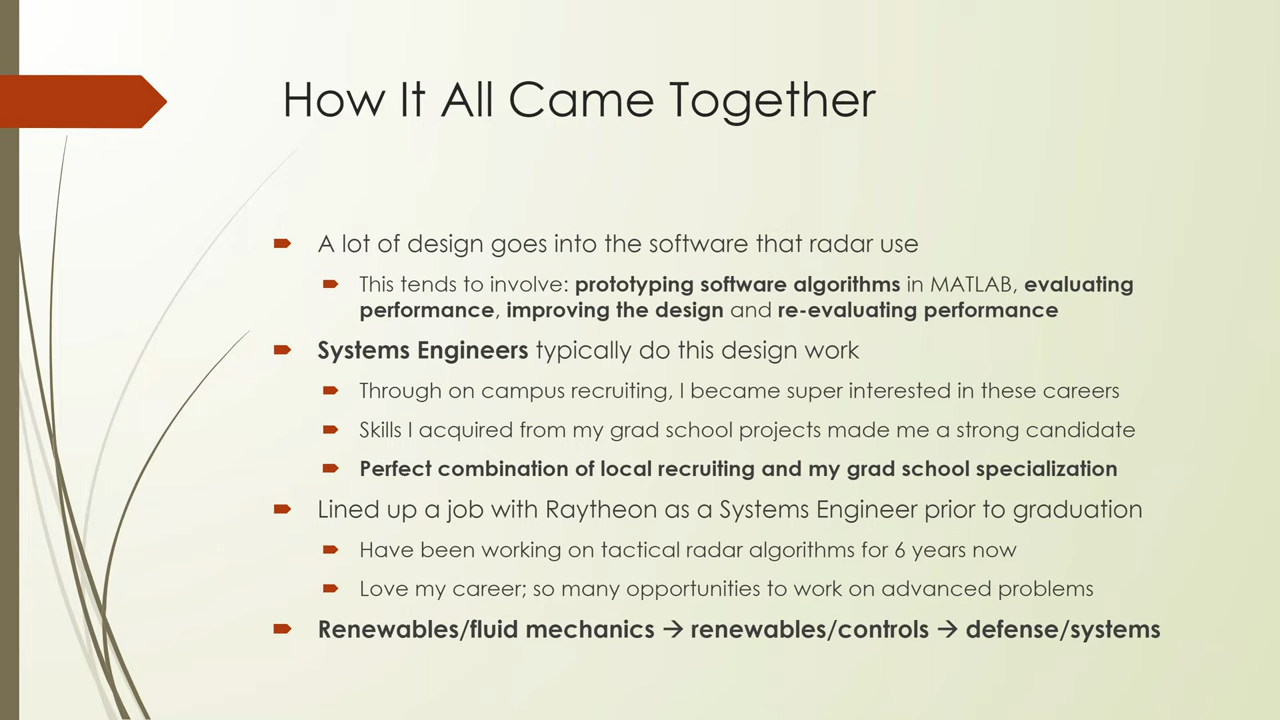 How It All Came Together
A lot of design goes into the software that radar use
This tends to involve: prototyping software algorithms in MATLAB, evaluating
performance, improving the design and re-evaluating performance
Systems Engineers typically do this design work
Through on campus recruiting, I became super interested in these careers
Skills I acquired from my grad school projects made me a strong candidate
Perfect combination of local recruiting and my grad school specialization
Lined up a job with Raytheon as a Systems Engineer prior to graduation
Have been working on tactical radar algorithms for 6 years now
Love my career; so many opportunities to work on advanced problems
Renewables/fluid mechanics → renewables/controls → defense/systems